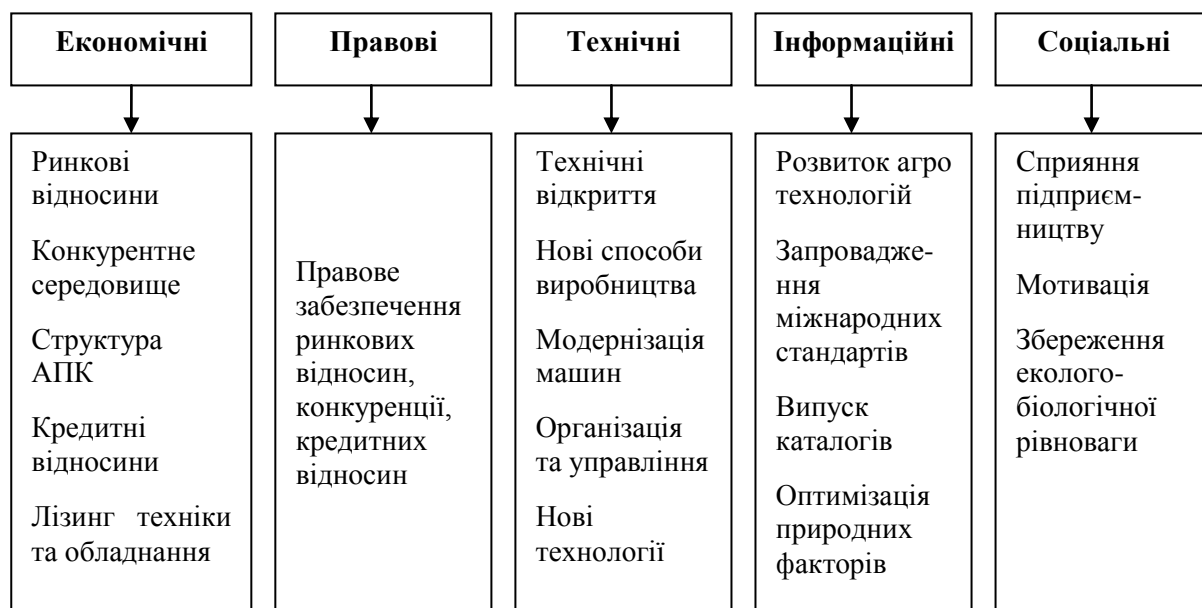 Економічні
Правові
Технічні
Інформаційні
Соціальні
Ринкові
відносини
Конкурентне
середовище
Структура
АПК
Кредитні
відносини
Лізинг техніки
та обладнання
Правове
забезпечення
ринкових
відносин,
конкуренції,
кредитних
відносин
Технічні
відкриття
Нові способи
виробництва
Модернізація
машин
Організація
та управління
Нові
технології
Розвиток агро
технологій
Запровадже-
ння
міжнародних
стандартів
Випуск
каталогів
Оптимізація
природних
факторів
Сприяння
підприєм-
ництву
Мотивація
Збереження
еколого-
біологічної
рівноваги